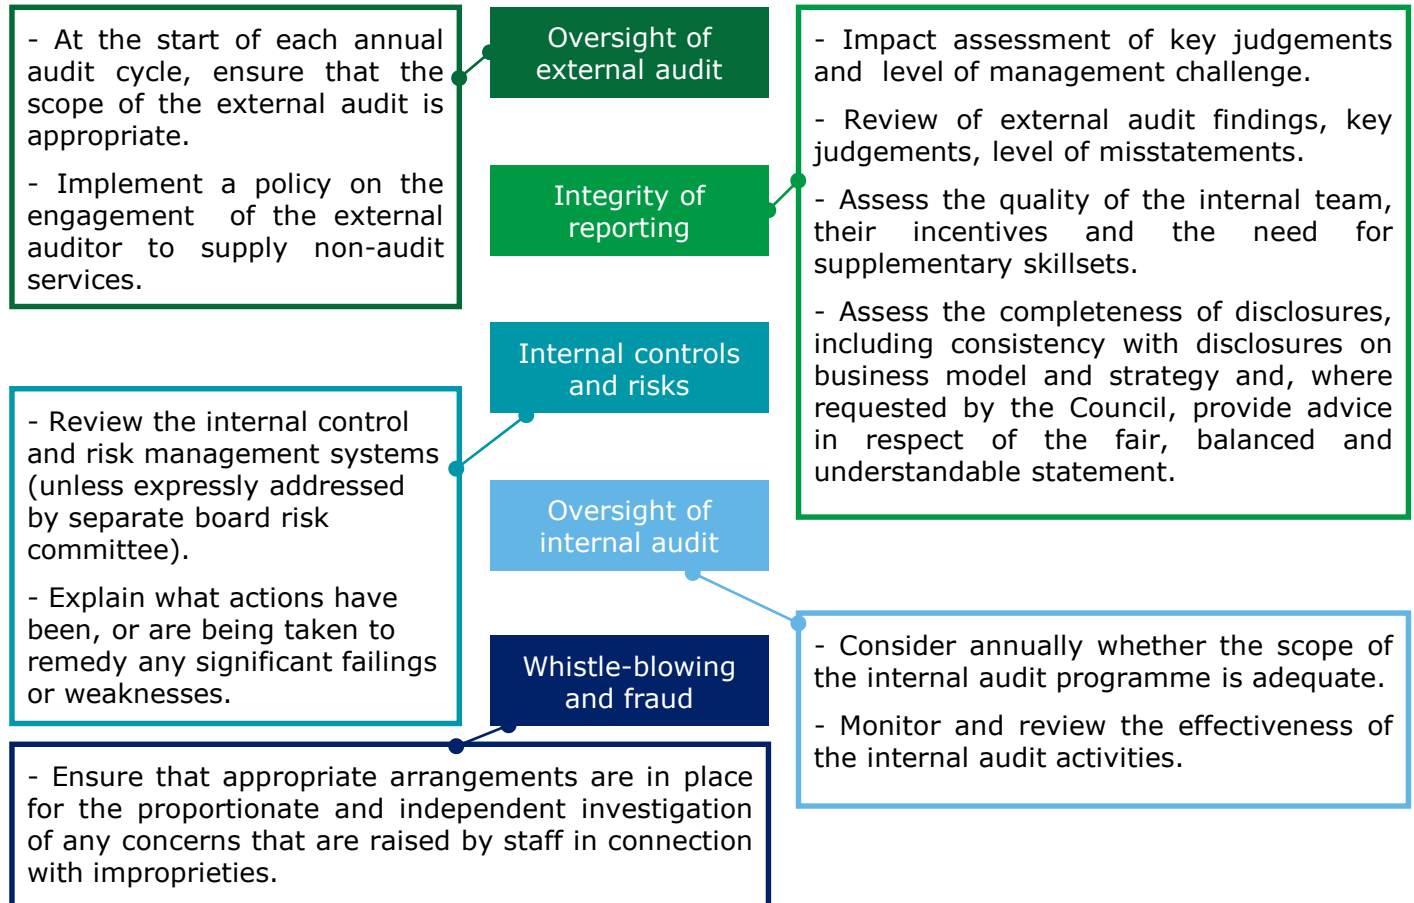 Oversight of
external audit
- At the start of each annual
audit cycle, ensure that the
scope of the external audit is
appropriate.
- Implement a policy on the
engagement of the external
auditor to supply non-audit
services.
Integrity of
reporting
- Impact assessment of key judgements
and level of management challenge.
- Review of external audit findings, key
judgements, level of misstatements.
- Assess the quality of the internal team,
their incentives and the need for
supplementary skillsets.
- Assess the completeness of disclosures,
including consistency with disclosures on
business model and strategy and, where
requested by the Council, provide advice
in respect of the fair, balanced and
understandable statement.
Internal controls
and risks
- Review the internal control
and risk management systems
(unless expressly addressed
by separate board risk
committee).
- Explain what actions have
been, or are being taken to
remedy any significant failings
or weaknesses.
Oversight of
internal audit
- Consider annually whether the scope of
the internal audit programme is adequate.
- Monitor and review the effectiveness of
the internal audit activities.
Whistle-blowing
and fraud
- Ensure that appropriate arrangements are in place
for the proportionate and independent investigation
of any concerns that are raised by staff in connection
with improprieties.